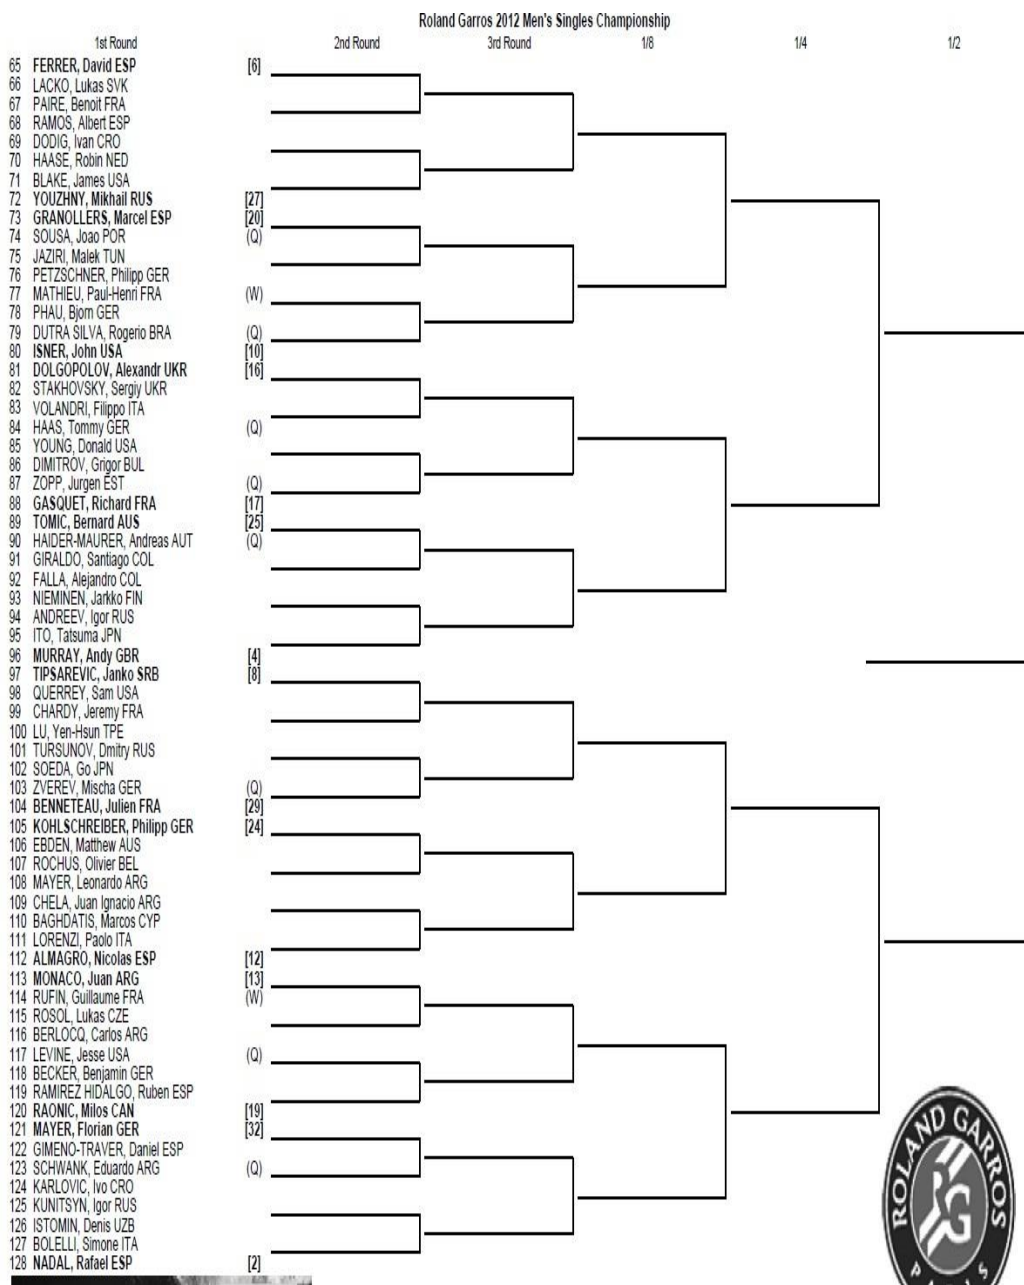 Roland Garros 2012 Men's Singles Championship
1st Round 2nd Round 3rd Round 1/8 1/4 1/2
65 FERRER, David ESP [6]
66 LACKO, Lukas SVK
67 PAIRE, Benoit FRA
68 RAMOS, Albert ESP
69 DODIG, Ivan CRO
70 HAASE, Robin NED
71 BLAKE, James USA
72 YOUZHNY, Mikhail RUS [27]
73 GRANOLLERS, Marcel ESP [20]
74 SOUSA, Joao POR (Q)
75 JAZIRI, Malek TUN
76 PETZSCHNER, Philipp GER
77 MATHIEU, Paul-Henri FRA (W)
78 PHAU, Bjorn GER
79 DUTRA SILVA, Rogerio BRA (Q)
80 ISNER, John USA [10]
81 DOLGOPOLOV, Alexandr UKR [16]
82 STAKHOVSKY, Sergiy UKR
83 VOLANDRI, Filippo ITA
84 HAAS, Tommy GER (Q)
85 YOUNG, Donald USA
86 DIMITROV, Grigor BUL
87 ZOPP, Jurgen EST (Q)
88 GASQUET, Richard FRA [17]
89 TOMIC, Bernard AUS [25]
90 HAIDER-MAURER, Andreas AUT (Q)
91 GIRALDO, Santiago COL
92 FALLA, Alejandro COL
93 NIEMINEN, Jarkko FIN
94 ANDREEV, Igor RUS
95 ITO, Tatsuma JPN
96 MURRAY, Andy GBR [4]
97 TIPSAREVIC, Janko SRB [8]
98 QUERREY, Sam USA
99 CHARDY, Jeremy FRA
100 LU, Yen-Hsun TPE
101 TURSUNOV, Dmitry RUS
102 SOEDA, Go JPN
103 ZVEREV, Mischa GER (Q)
104 BENNETEAU, Julien FRA [29]
105 KOHLSCHREIBER, Philipp GER [24]
106 EBDEN, Matthew AUS
107 ROCHUS, Olivier BEL
108 MAYER, Leonardo ARG
109 CHELA, Juan Ignacio ARG
110 BAGHDATIS, Marcos CYP
111 LORENZI, Paolo ITA
112 ALMAGRO, Nicolas ESP [12]
113 MONACO, Juan ARG [13]
114 RUFIN, Guillaume FRA (W)
115 ROSOL, Lukas CZE
116 BERLOCQ, Carlos ARG
117 LEVINE, Jesse USA (Q)
118 BECKER, Benjamin GER
119 RAMIREZ HIDALGO, Ruben ESP
120 RAONIC, Milos CAN [19]
121 MAYER, Florian GER [32]
122 GIMENO-TRAVER, Daniel ESP
123 SCHWANK, Eduardo ARG (Q)
124 KARLOVIC, Ivo CRO
125 KUNITSYN, Igor RUS
126 ISTOMIN, Denis UZB
127 BOLELLI, Simone ITA
128 NADAL, Rafael ESP [2]
ROLAND GARROS
RG